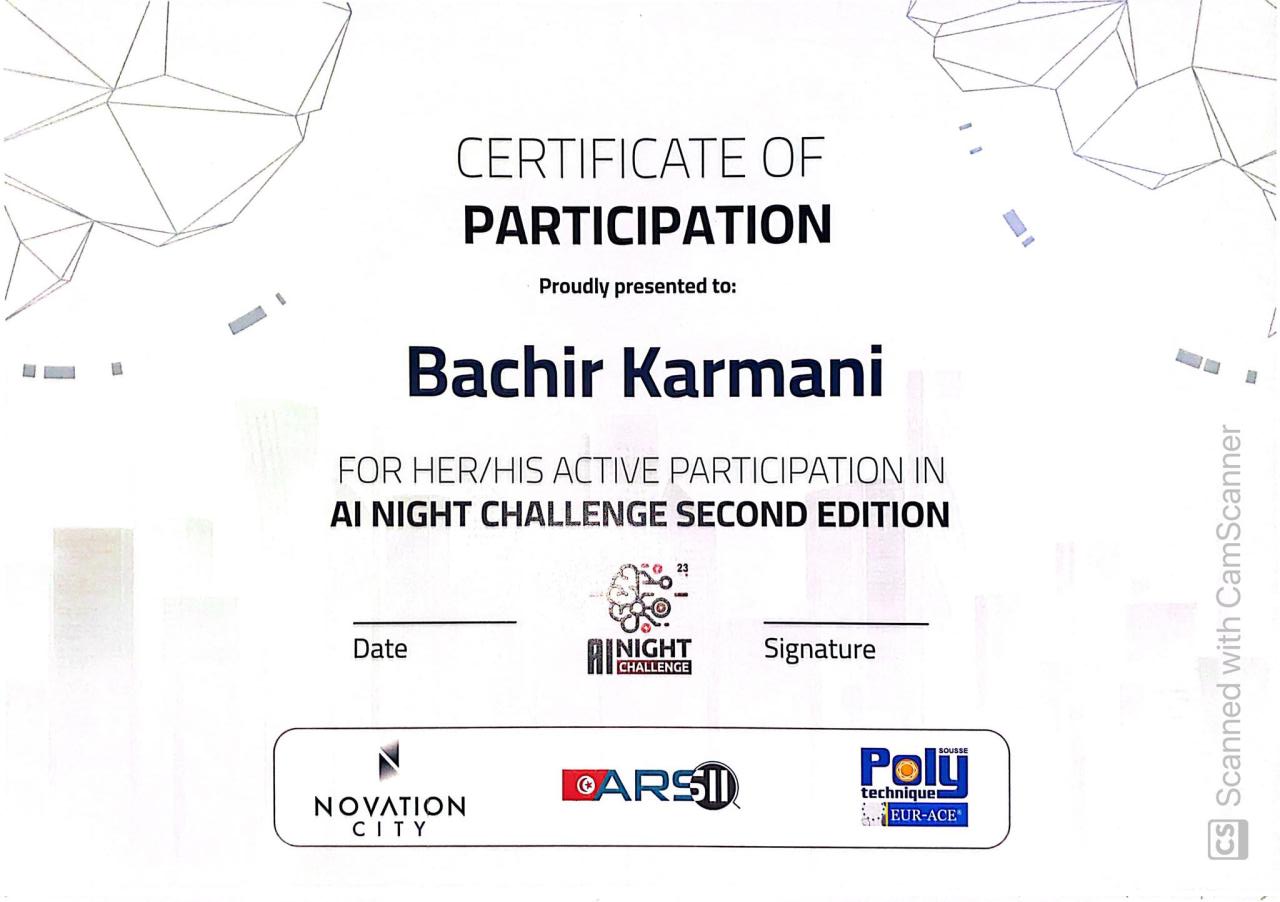 CERTIFICATE OF
PARTICIPATION
Proudly presented to:
Bachir Karmani
FOR HER/HIS ACTIVE PARTICIPATION IN
AI NIGHT CHALLENGE SECOND EDITION
23
AI NIGHT
CHALLENGE
Date
Signature
NOVATION
CITY
ARSII
SOUSSE
Poly
technique
EUR-ACE®
CS Scanned with CamScanner